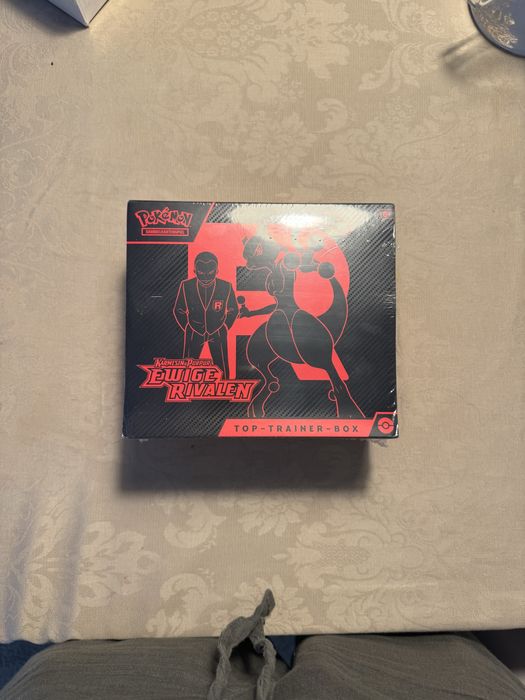 POKÉMON
SAMMELKARTENSPIEL
R
KARMESIN & PURPUR
EWIGE
RIVALEN
TOP-TRAINER-BOX